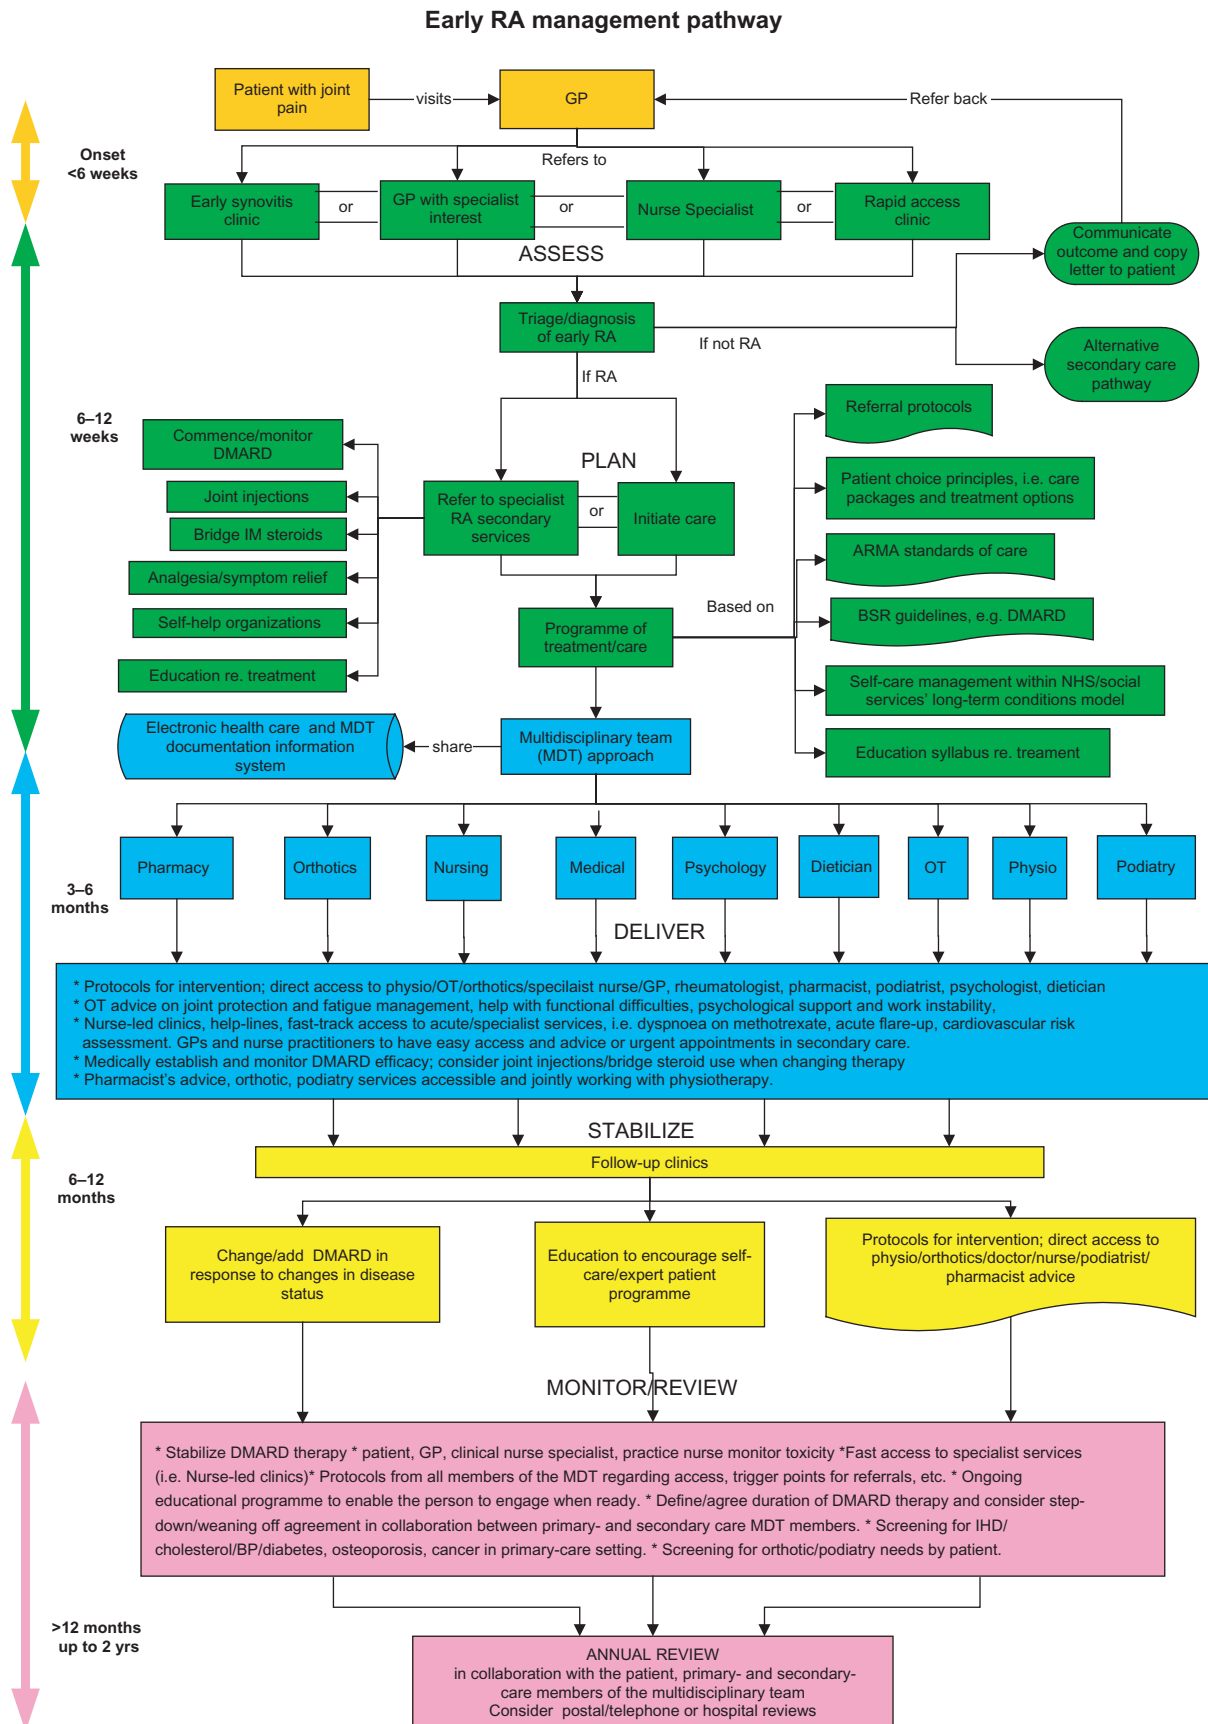 Early RA management pathway
Patient with joint
pain
visits
GP
Refer back
Onset
<6 weeks
Refers to
Early synovitis
clinic
or
GP with specialist
interest
or
Nurse Specialist
or
Rapid access
clinic
ASSESS
Communicate
outcome and copy
letter to patient
Triage/diagnosis
of early RA
If not RA
Alternative
secondary care
pathway
If RA
6–12
weeks
Commence/monitor
DMARD
Joint injections
Bridge IM steroids
Analgesia/symptom relief
Self-help organizations
Education re. treatment
PLAN
Refer to specialist
RA secondary
services
or
Initiate care
Referral protocols
Patient choice principles, i.e. care
packages and treatment options
ARMA standards of care
Based on
BSR guidelines, e.g. DMARD
Programme of
treatment/care
Self-care management within NHS/social
services’ long-term conditions model
Education syllabus re. treament
Electronic health care and MDT
documentation information
system
share
Multidisciplinary team
(MDT) approach
3–6
months
Pharmacy
Orthotics
Nursing
Medical
Psychology
Dietician
OT
Physio
Podiatry
DELIVER
* Protocols for intervention; direct access to physio/OT/orthotics/specilaist nurse/GP, rheumatologist, pharmacist, podiatrist, psychologist, dietician
* OT advice on joint protection and fatigue management, help with functional difficulties, psychological support and work instability,
* Nurse-led clinics, help-lines, fast-track access to acute/specialist services, i.e. dyspnoea on methotrexate, acute flare-up, cardiovascular risk
assessment. GPs and nurse practitioners to have easy access and advice or urgent appointments in secondary care.
* Medically establish and monitor DMARD efficacy; consider joint injections/bridge steroid use when changing therapy
* Pharmacist’s advice, orthotic, podiatry services accessible and jointly working with physiotherapy.
STABILIZE
Follow-up clinics
6–12
months
Change/add DMARD in
response to changes in disease
status
Education to encourage self-
care/expert patient
programme
Protocols for intervention; direct access to
physio/orthotics/doctor/nurse/podiatrist/
pharmacist advice
MONITOR/REVIEW
* Stabilize DMARD therapy * patient, GP, clinical nurse specialist, practice nurse monitor toxicity *Fast access to specialist services
(i.e. Nurse-led clinics)* Protocols from all members of the MDT regarding access, trigger points for referrals, etc. * Ongoing
educational programme to enable the person to engage when ready. * Define/agree duration of DMARD therapy and consider step-
down/weaning off agreement in collaboration between primary- and secondary care MDT members. * Screening for IHD/
cholesterol/BP/diabetes, osteoporosis, cancer in primary-care setting. * Screening for orthotic/podiatry needs by patient.
>12 months
up to 2 yrs
ANNUAL REVIEW
in collaboration with the patient, primary- and secondary-
care members of the multidisciplinary team
Consider postal/telephone or hospital reviews